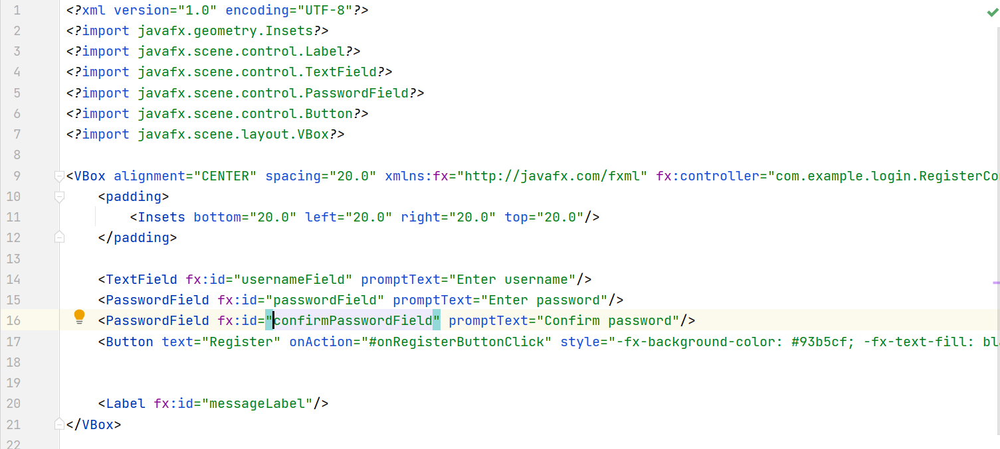 1 <?xml version="1.0" encoding="UTF-8"?>
2 <?import javafx.geometry.Insets?>
3 <?import javafx.scene.control.Label?>
4 <?import javafx.scene.control.TextField?>
5 <?import javafx.scene.control.PasswordField?>
6 <?import javafx.scene.control.Button?>
7 <?import javafx.scene.layout.VBox?>
8
9 <VBox alignment="CENTER" spacing="20.0" xmlns:fx="http://javafx.com/fxml" fx:controller="com.example.login.RegisterCo
10     <padding>
11         <Insets bottom="20.0" left="20.0" right="20.0" top="20.0"/>
12     </padding>
13
14     <TextField fx:id="usernameField" promptText="Enter username"/>
15     <PasswordField fx:id="passwordField" promptText="Enter password"/>
16     <PasswordField fx:id="confirmPasswordField" promptText="Confirm password"/>
17     <Button text="Register" onAction="#onRegisterButtonClick" style="-fx-background-color: #93b5cf; -fx-text-fill: bla
18
19
20     <Label fx:id="messageLabel"/>
21 </VBox>
22